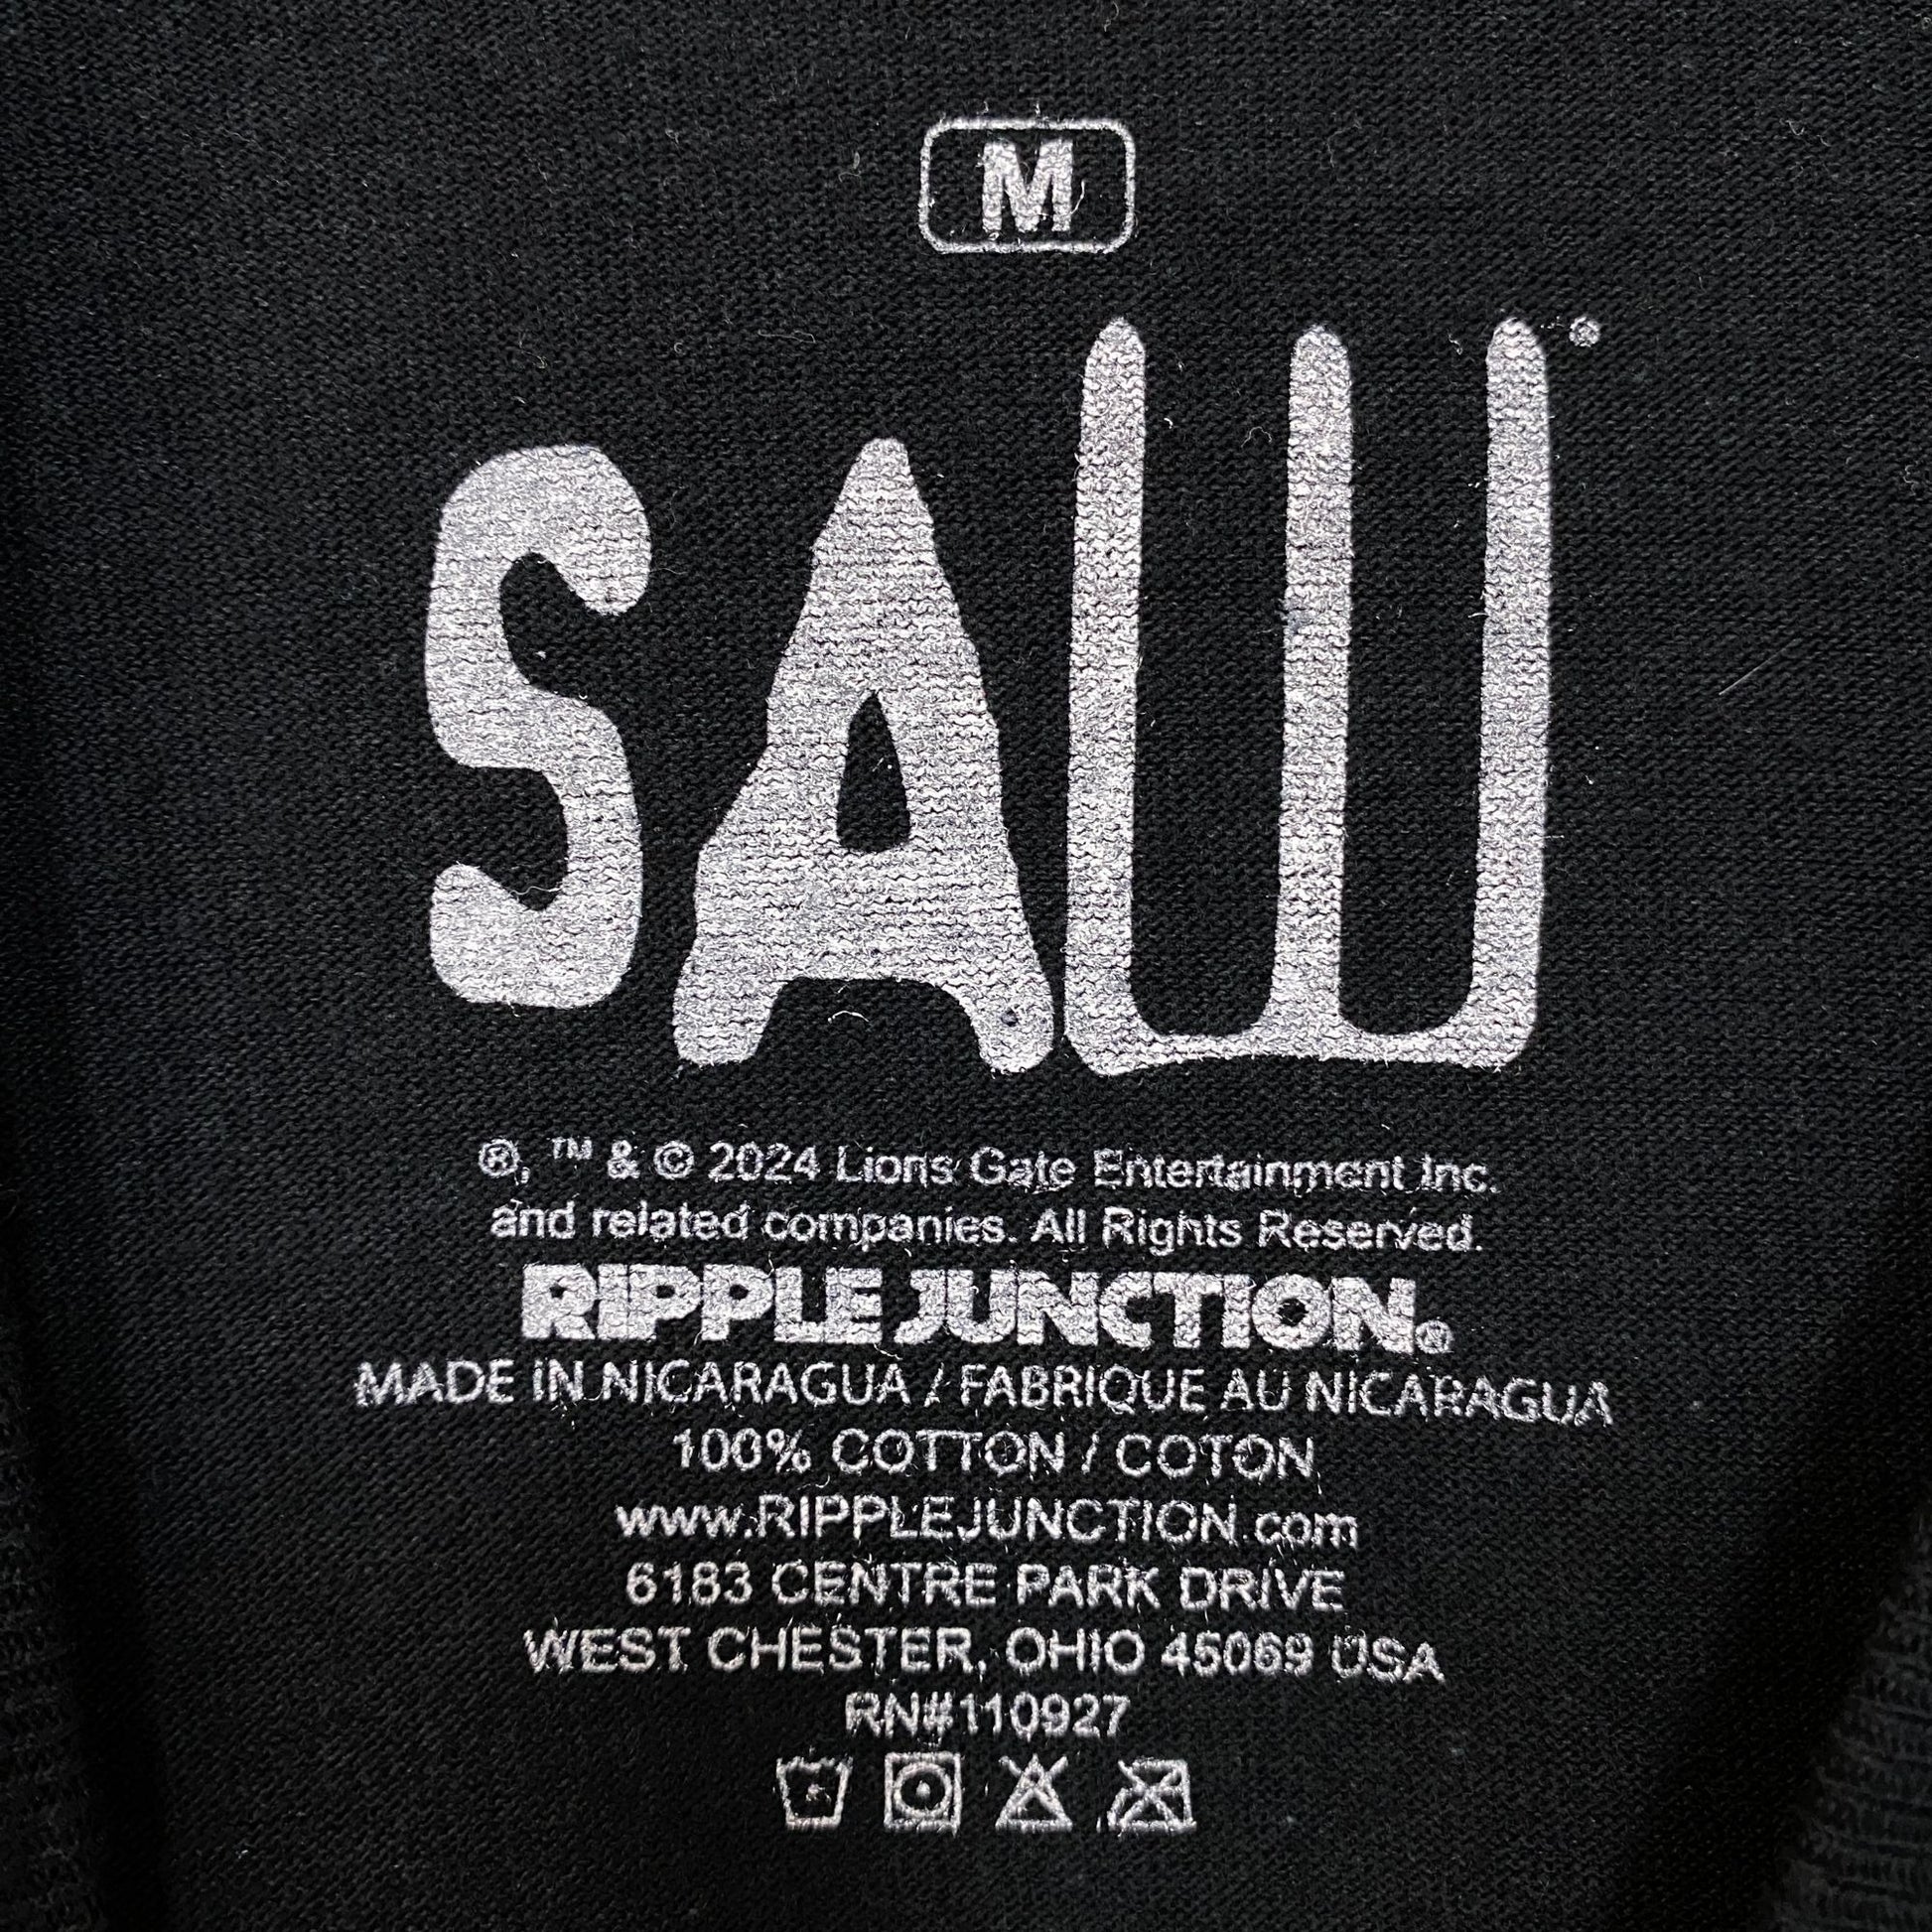 M
SAW®
®, ™ & © 2024 Lions Gate Entertainment Inc.
and related companies. All Rights Reserved.
RIPPLE JUNCTION®
MADE IN NICARAGUA / FABRIQUE AU NICARAGUA
100% COTTON / COTON
www.RIPPLEJUNCTION.com
6183 CENTRE PARK DRIVE
WEST CHESTER, OHIO 45069 USA
RN#110927